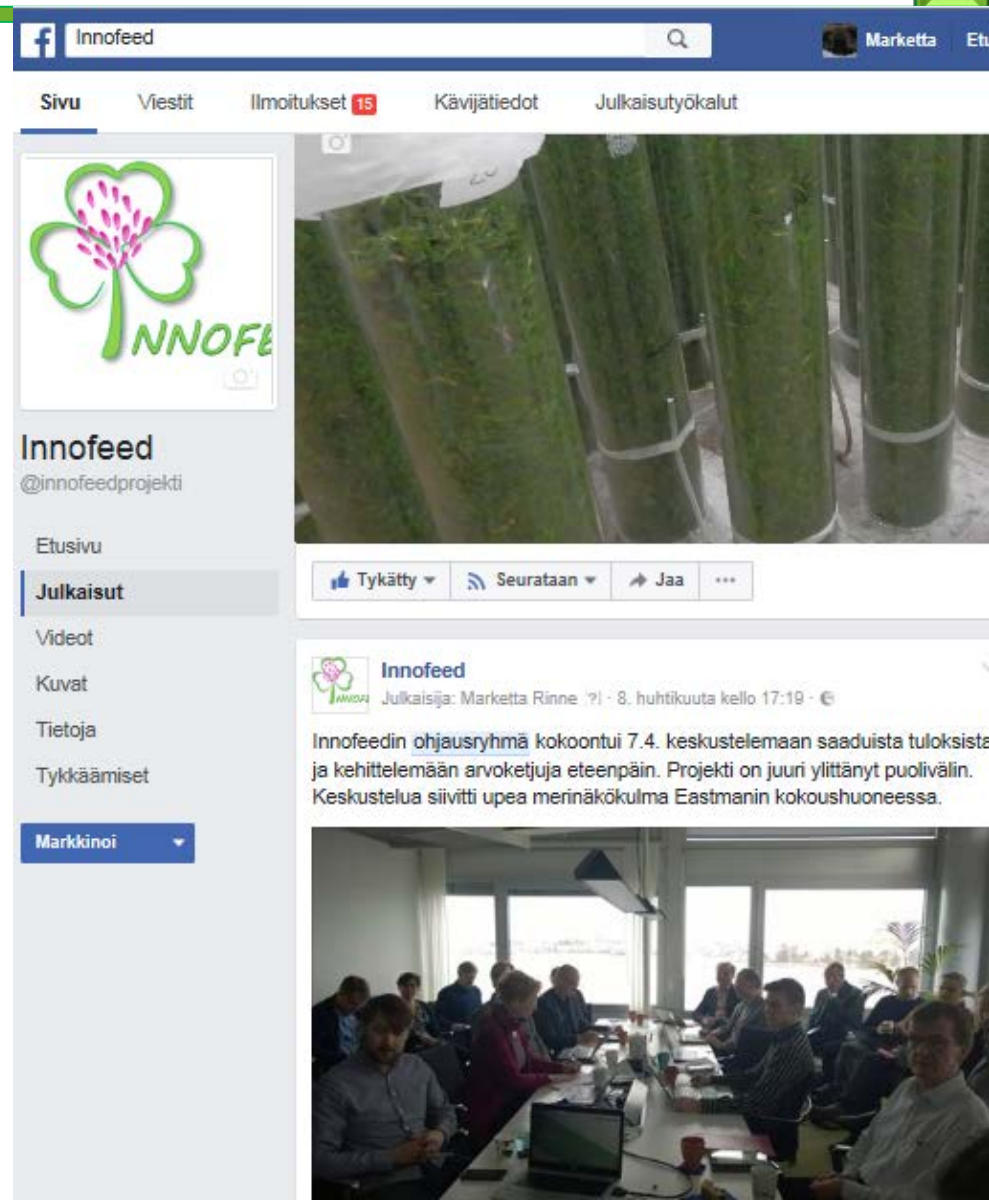 Innofeed
Marketta
Sivu Viestit Ilmoitukset 15 Kävijätiedot Julkaisutyökalut
NNOFE
Innofeed
@innofeedprojekti
Etusivu
Julkaisut
Videot
Kuvat
Tietoja
Tykkäämiset
Markkinoi
Tykätty Seurataan Jaa
Innofeed
Julkaisija: Marketta Rinne [?] · 8. huhtikuuta kello 17:19 ·
Innofeedin ohjausryhmä kokoontui 7.4. keskustelemaan saaduista tuloksista
ja kehittelemään arvoketjuja eteenpäin. Projekti on juuri ylittänyt puolivälin.
Keskustelua siivitti upea merinäkökulma Eastmanin kokoushuoneessa.